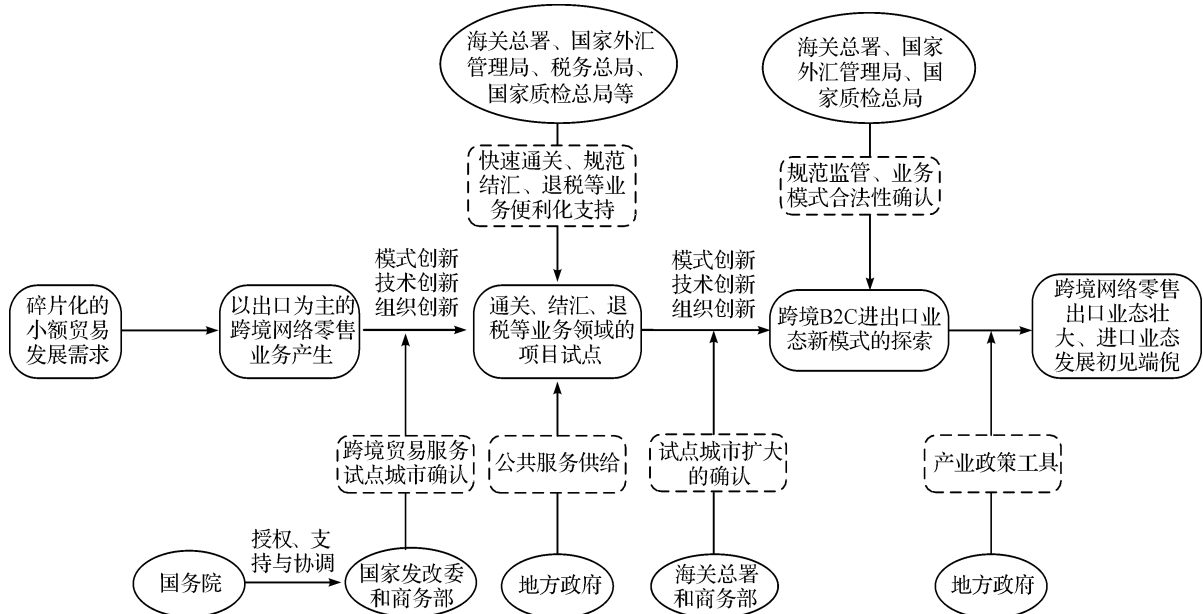 海关总署、国家外汇
管理局、税务总局、
国家质检总局等
海关总署、国家
外汇管理局、国
家质检总局
快速通关、规范
结汇、退税等业
务便利化支持
规范监管、业务
模式合法性确认
碎片化的
小额贸易
发展需求
以出口为主的
跨境网络零售
业务产生
模式创新
技术创新
组织创新
通关、结汇、退
税等业务领域的
项目试点
模式创新
技术创新
组织创新
跨境B2C进出口业
态新模式的探索
跨境网络零售
出口业态壮
大、进口业态
发展初见端倪
跨境贸易服务
试点城市确认
公共服务供给
试点城市扩大
的确认
产业政策工具
国务院
授权、支
持与协调
国家发改委
和商务部
地方政府
海关总署
和商务部
地方政府